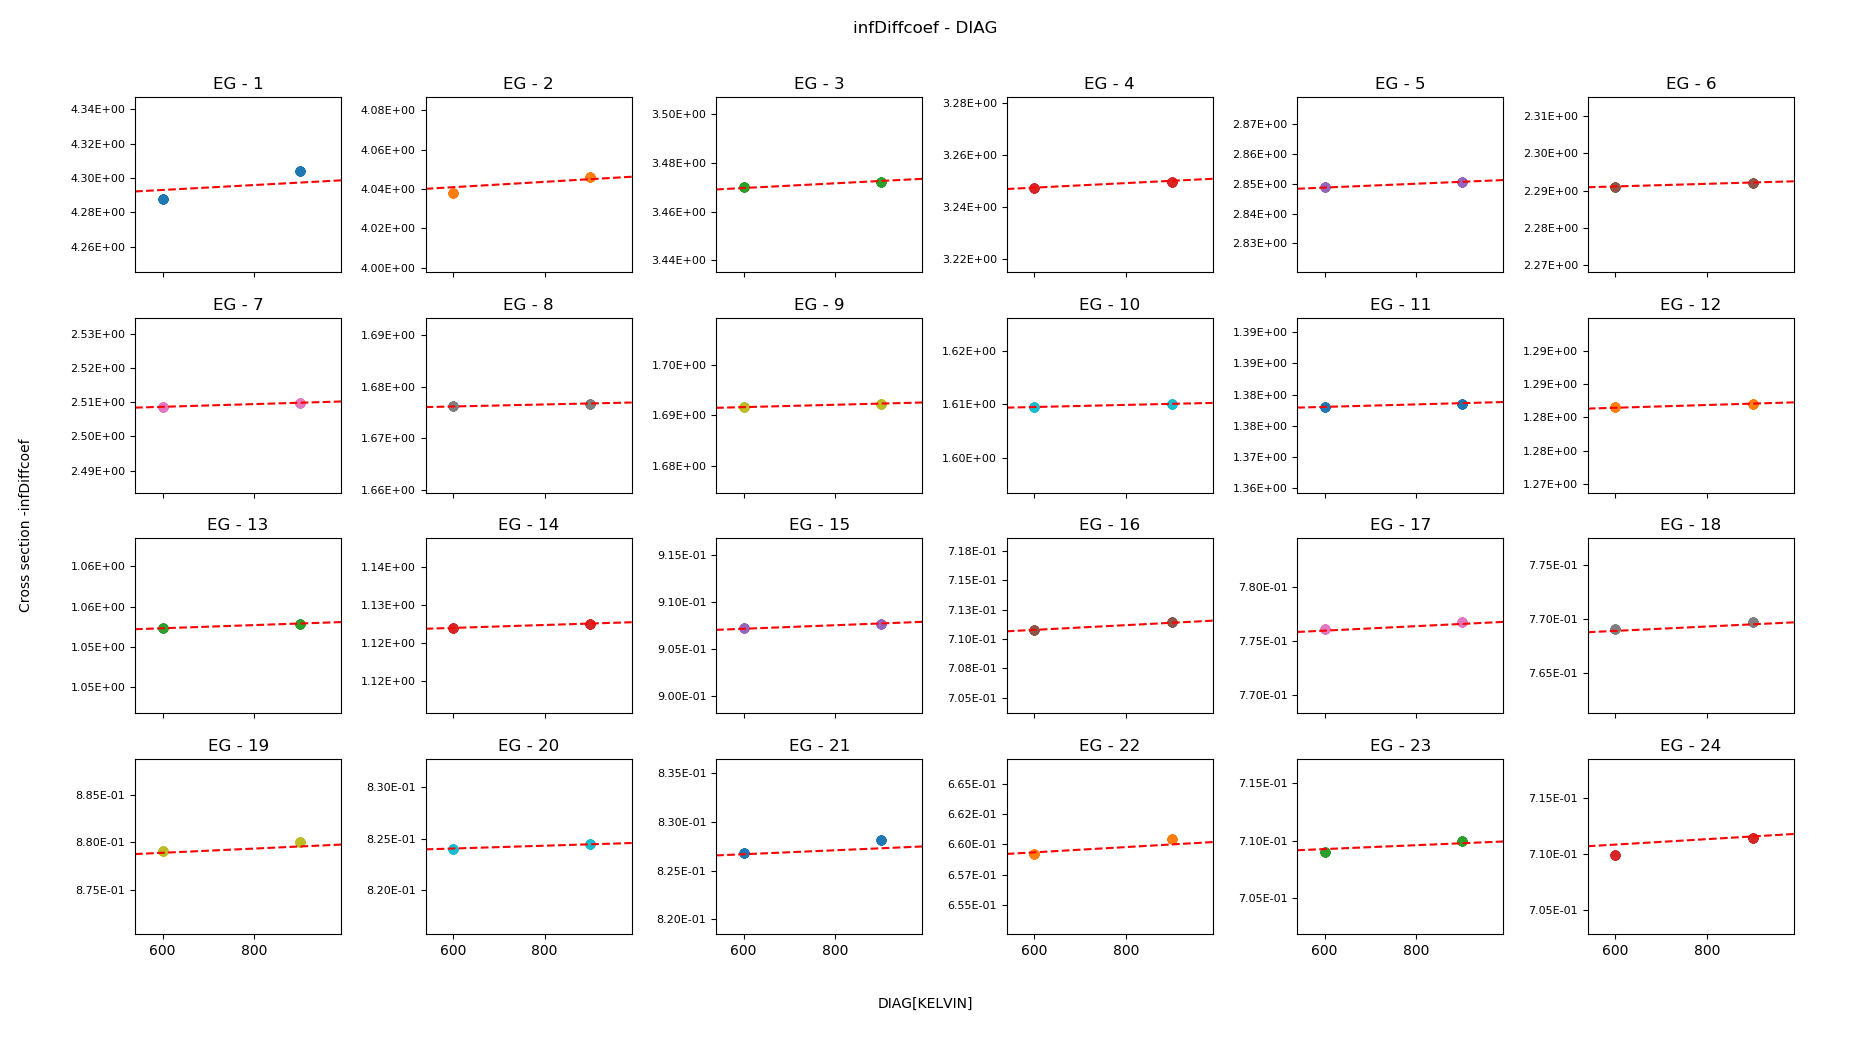 infDiffcoef - DIAG
EG - 1
EG - 2
EG - 3
EG - 4
EG - 5
EG - 6
4.34E+00
4.32E+00
4.30E+00
4.28E+00
4.26E+00
4.08E+00
4.06E+00
4.04E+00
4.02E+00
4.00E+00
3.50E+00
3.48E+00
3.47E+00
3.46E+00
3.44E+00
3.28E+00
3.26E+00
3.24E+00
3.22E+00
2.87E+00
2.86E+00
2.85E+00
2.84E+00
2.83E+00
2.31E+00
2.30E+00
2.29E+00
2.28E+00
2.27E+00
EG - 7
EG - 8
EG - 9
EG - 10
EG - 11
EG - 12
2.53E+00
2.52E+00
2.51E+00
2.50E+00
2.49E+00
1.69E+00
1.68E+00
1.67E+00
1.66E+00
1.70E+00
1.69E+00
1.68E+00
1.62E+00
1.61E+00
1.60E+00
1.39E+00
1.39E+00
1.38E+00
1.38E+00
1.37E+00
1.36E+00
1.29E+00
1.29E+00
1.28E+00
1.28E+00
1.27E+00
EG - 13
EG - 14
EG - 15
EG - 16
EG - 17
EG - 18
1.06E+00
1.06E+00
1.05E+00
1.05E+00
1.14E+00
1.13E+00
1.12E+00
1.12E+00
9.15E-01
9.10E-01
9.05E-01
9.00E-01
7.18E-01
7.15E-01
7.13E-01
7.10E-01
7.08E-01
7.05E-01
7.80E-01
7.75E-01
7.70E-01
7.75E-01
7.70E-01
7.65E-01
EG - 19
EG - 20
EG - 21
EG - 22
EG - 23
EG - 24
8.85E-01
8.80E-01
8.75E-01
8.30E-01
8.25E-01
8.20E-01
8.35E-01
8.30E-01
8.25E-01
8.20E-01
6.65E-01
6.62E-01
6.60E-01
6.57E-01
6.55E-01
7.15E-01
7.10E-01
7.05E-01
7.15E-01
7.10E-01
7.05E-01
600 800
600 800
600 800
600 800
600 800
600 800
Cross section -infDiffcoef
DIAG[KELVIN]